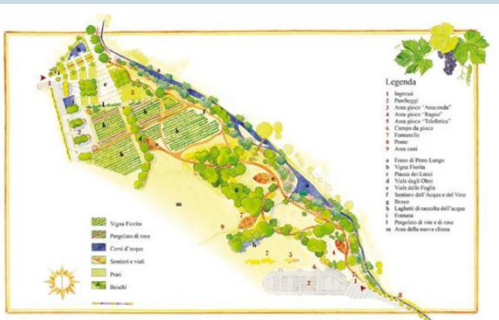 Legenda
1 Ingressi
2 Parcheggi
3 Area gioco "Anaconda"
4 Area gioco "Ragno"
5 Area gioco "Teleferica"
6 Campo da gioco
7 Fontanelle
8 Ponte
9 Area cani
a Fosso di Prato Lungo
b Vigna Fiorita
c Piazza dei Lecci
d Viale degli Olmi
e Viale delle Foglie
f Sentiero dell'Acqua e del Vino
g Bosco
h Laghetti di raccolta dell'acqua
i Fontana
l Pergolato di vite e di rose
m Area della nuova chiesa
Vigna Fiorita
Pergolato di rose
Corsi d'acqua
Sentieri e viali
Prati
Boschi